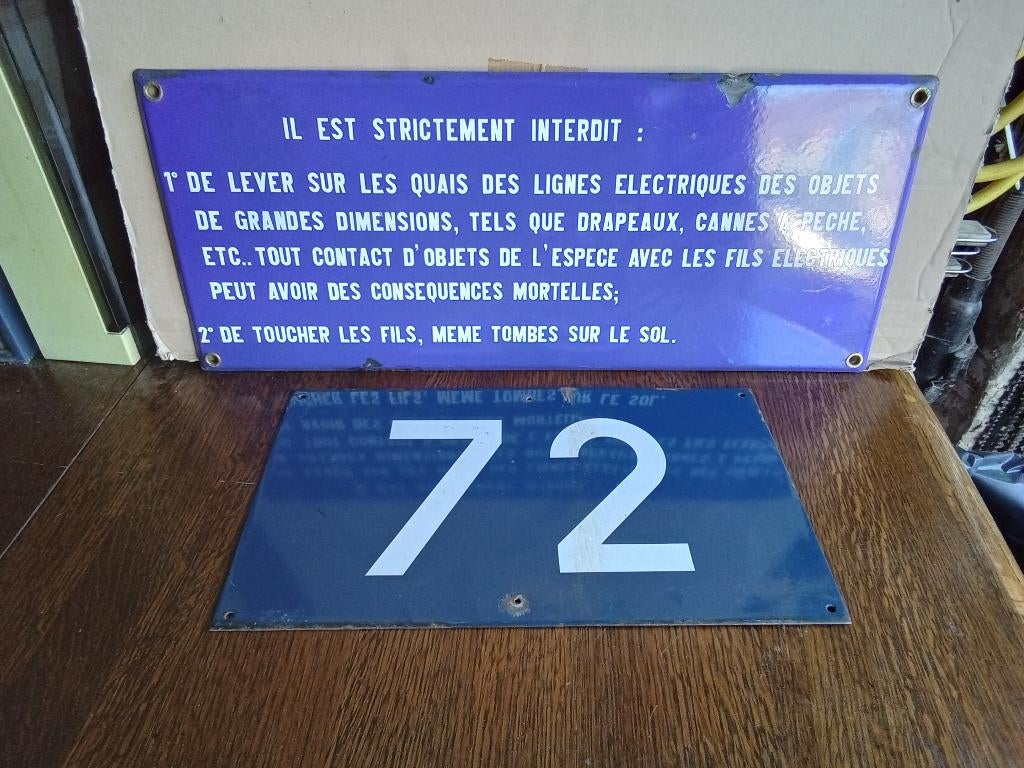 IL EST STRICTEMENT INTERDIT :
1° DE LEVER SUR LES QUAIS DES LIGNES ELECTRIQUES DES OBJETS
DE GRANDES DIMENSIONS, TELS QUE DRAPEAUX, CANNES A PECHE,
ETC.. TOUT CONTACT D'OBJETS DE L'ESPECE AVEC LES FILS ELECTRIQUES
PEUT AVOIR DES CONSEQUENCES MORTELLES;
2° DE TOUCHER LES FILS, MEME TOMBES SUR LE SOL.
72